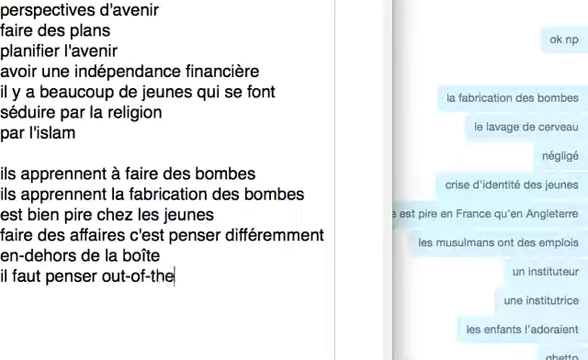 perspectives d'avenir
faire des plans
planifier l'avenir
avoir une indépendance financière
il y a beaucoup de jeunes qui se font
séduire par la religion
par l'islam
ils apprennent à faire des bombes
ils apprennent la fabrication des bombes
est bien pire chez les jeunes
faire des affaires c'est penser différemment
en-dehors de la boîte
il faut penser out-of-the
ok np
la fabrication des bombes
le lavage de cerveau
négligé
crise d'identité des jeunes
est pire en France qu'en Angleterre
les musulmans ont des emplois
un instituteur
une institutrice
les enfants l'adoraient
ghetto